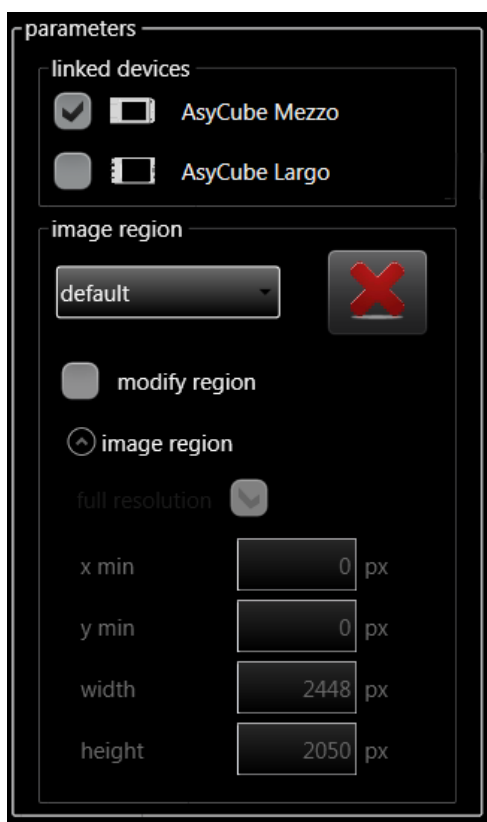 parameters
linked devices
AsyCube Mezzo
AsyCube Largo
image region
default
modify region
image region
full resolution
x min 0 px
y min 0 px
width 2448 px
height 2050 px